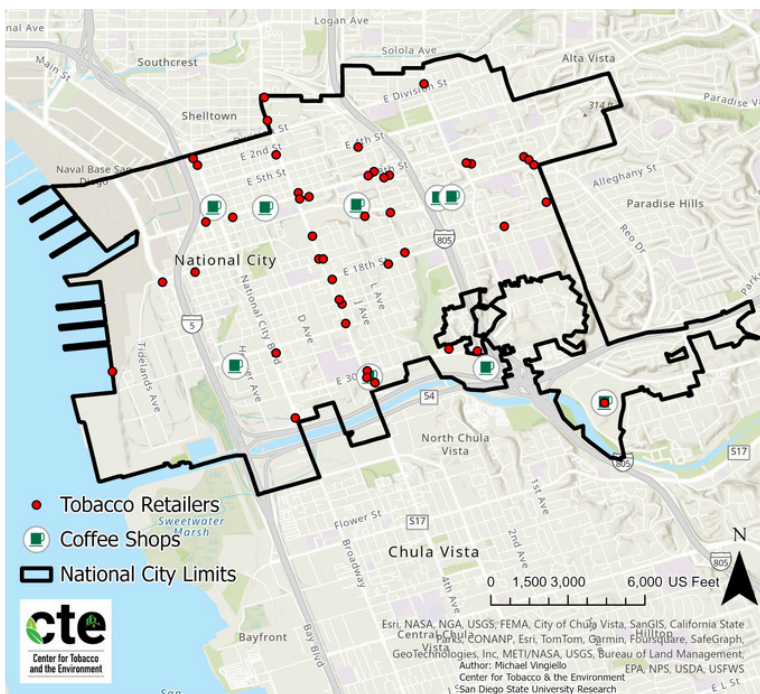 Logan Ave
Southcrest
Main St
Solola Ave
Alta Vista
E Division St
Shelltown
314 ft
Paradise V
E 2nd St
E 4th St
Naval Base San
Diego
E 5th St
8th St
Alleghany St
Paradise Hills
Reo Dr
805
National City
E 18th St
L Ave
J Ave
D Ave
National City Blvd
5
Tidelands Ave
E 30
54
North Chula
Vista
S17
805
Tobacco Retailers
Coffee Shops
National City Limits
Sweetwater
Marsh
Flower St
S17
1st Ave
2nd Ave
Broadway
Chula Vista
4th Ave
805
N
0 1,500 3,000 6,000 US Feet
cte
Center for Tobacco
and the Environment
Bayfront
Bay Blvd
Central Chula
Vista
Hilltop
Esri, NASA, NGA, USGS, FEMA, City of Chula Vista, SanGIS, California State
Parks, CONANP, Esri, TomTom, Garmin, Foursquare, SafeGraph,
GeoTechnologies, Inc, METI/NASA, USGS, Bureau of Land Management,
EPA, NPS, USDA, USFWS
Author: Michael Vingiello
Center for Tobacco & the Environment
San Diego State University Research
E L St
San